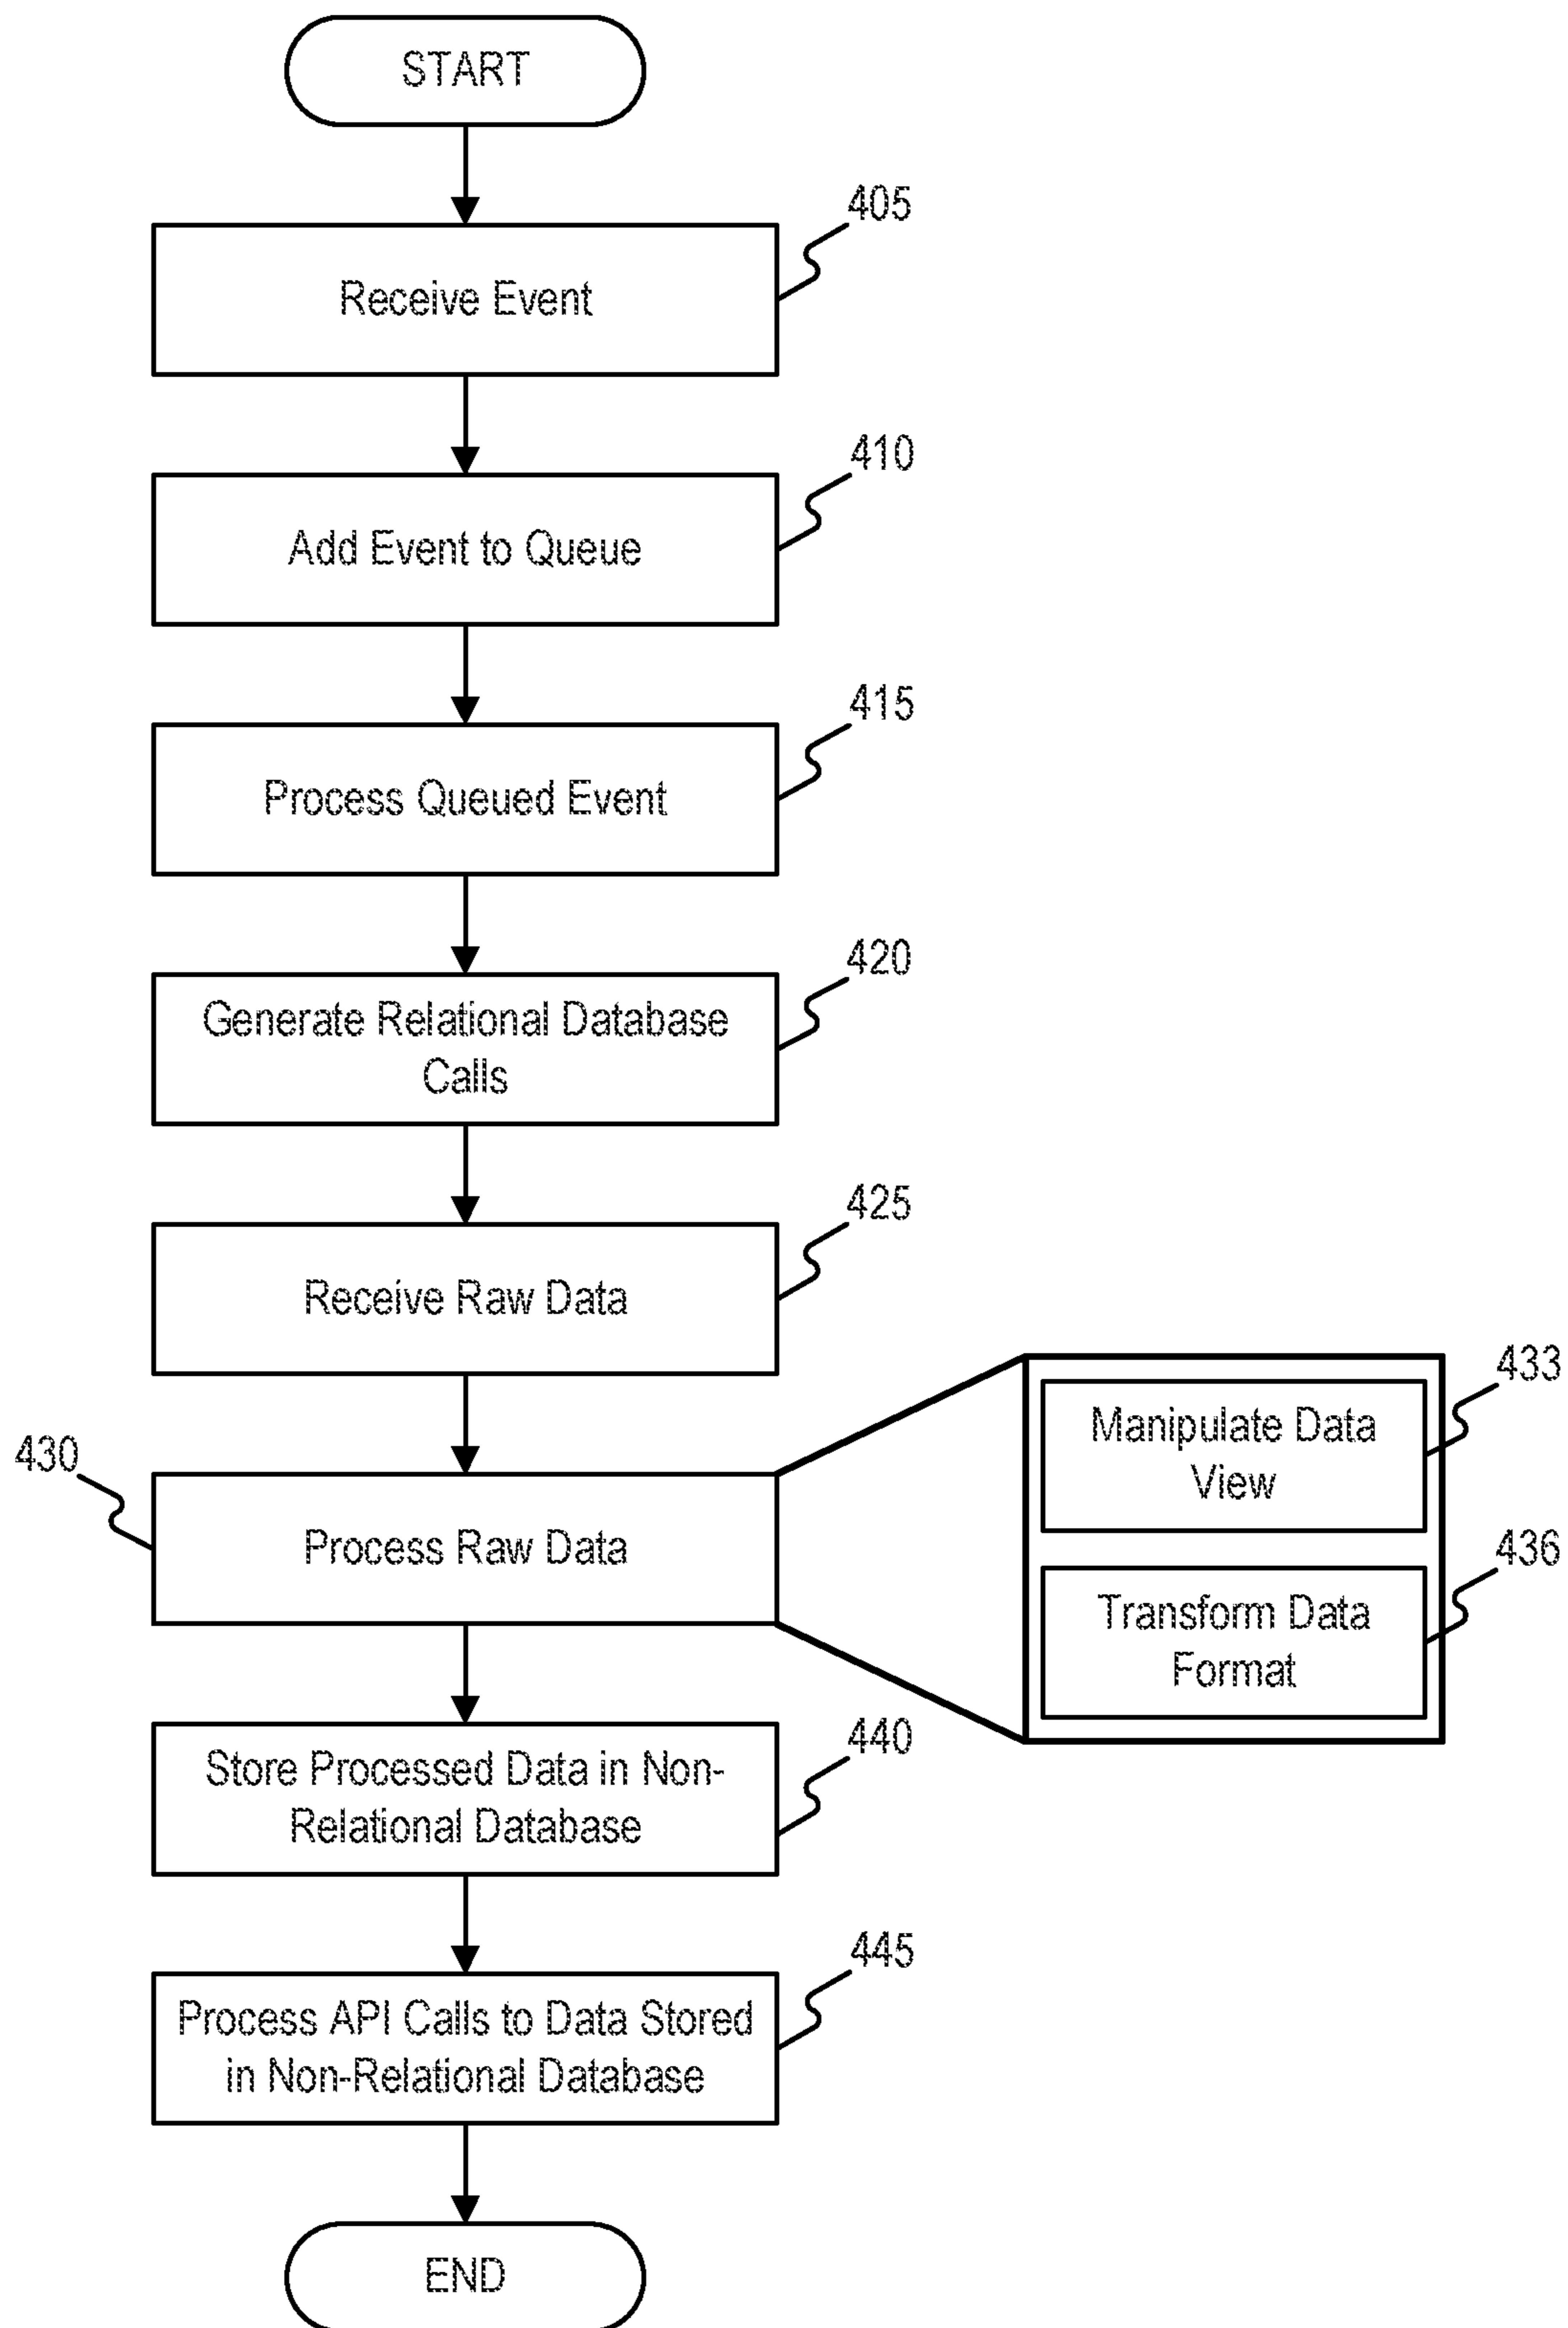 START
405
Receive Event
410
Add Event to Queue
415
Process Queued Event
420
Generate Relational Database
Calls
425
Receive Raw Data
430
Process Raw Data
433
Manipulate Data
View
436
Transform Data
Format
440
Store Processed Data in Non-
Relational Database
445
Process API Calls to Data Stored
in Non-Relational Database
END